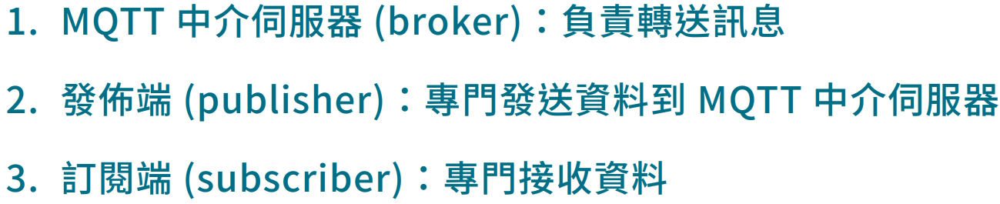 1. MQTT 中介伺服器 (broker)：負責轉送訊息
2. 發佈端 (publisher)：專門發送資料到 MQTT 中介伺服器
3. 訂閱端 (subscriber)：專門接收資料